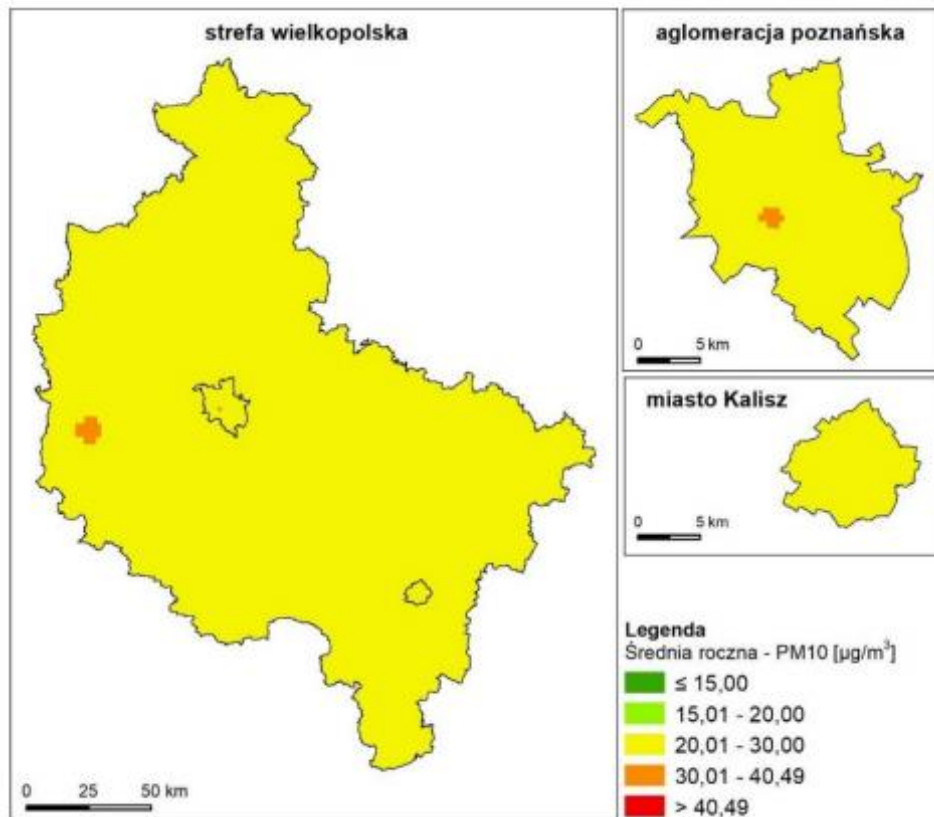 strefa wielkopolska
0 25 50 km
aglomeracja poznańska
0 5 km
miasto Kalisz
0 5 km
Legenda
Średnia roczna - PM10 [µg/m³]
≤ 15,00
15,01 - 20,00
20,01 - 30,00
30,01 - 40,49
> 40,49